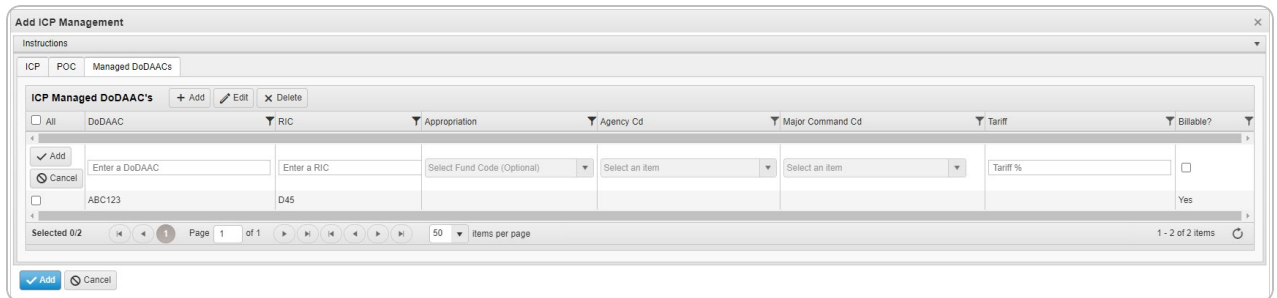 Add ICP Management
Instructions
ICP POC Managed DoDAACs
ICP Managed DoDAAC's + Add Edit Delete
All DoDAAC RIC Appropriation Agency Cd Major Command Cd Tariff Billable?
Add
Enter a DoDAAC Enter a RIC Select Fund Code (Optional) Select an item Select an item Tariff %
Cancel
ABC123 D45 Yes
Selected 0/2 1 Page 1 of 1 50 items per page 1 - 2 of 2 items
Add Cancel